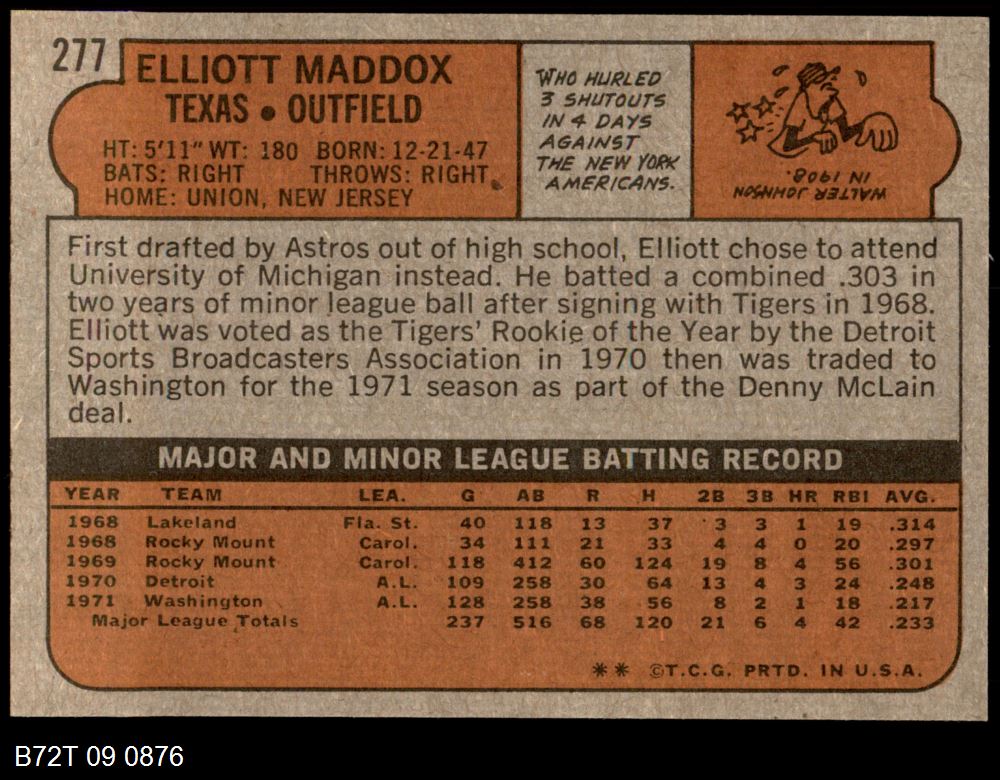 277
ELLIOTT MADDOX
TEXAS • OUTFIELD
HT: 5'11" WT: 180 BORN: 12-21-47
BATS: RIGHT THROWS: RIGHT
HOME: UNION, NEW JERSEY
WHO HURLED
3 SHUTOUTS
IN 4 DAYS
AGAINST
THE NEW YORK
AMERICANS.
WALTER JOHNSON
IN 1908.
First drafted by Astros out of high school, Elliott chose to attend
University of Michigan instead. He batted a combined .303 in
two years of minor league ball after signing with Tigers in 1968.
Elliott was voted as the Tigers' Rookie of the Year by the Detroit
Sports Broadcasters Association in 1970 then was traded to
Washington for the 1971 season as part of the Denny McLain
deal.
MAJOR AND MINOR LEAGUE BATTING RECORD
YEAR TEAM LEA. G AB R H 2B 3B HR RBI AVG.
1968 Lakeland Fla. St. 40 118 13 37 3 3 1 19 .314
1968 Rocky Mount Carol. 34 111 21 33 4 4 0 20 .297
1969 Rocky Mount Carol. 118 412 60 124 19 8 4 56 .301
1970 Detroit A.L. 109 258 30 64 13 4 3 24 .248
1971 Washington A.L. 128 258 38 56 8 2 1 18 .217
Major League Totals 237 516 68 120 21 6 4 42 .233
** ©T.C.G. PRTD. IN U.S.A.
B72T 09 0876